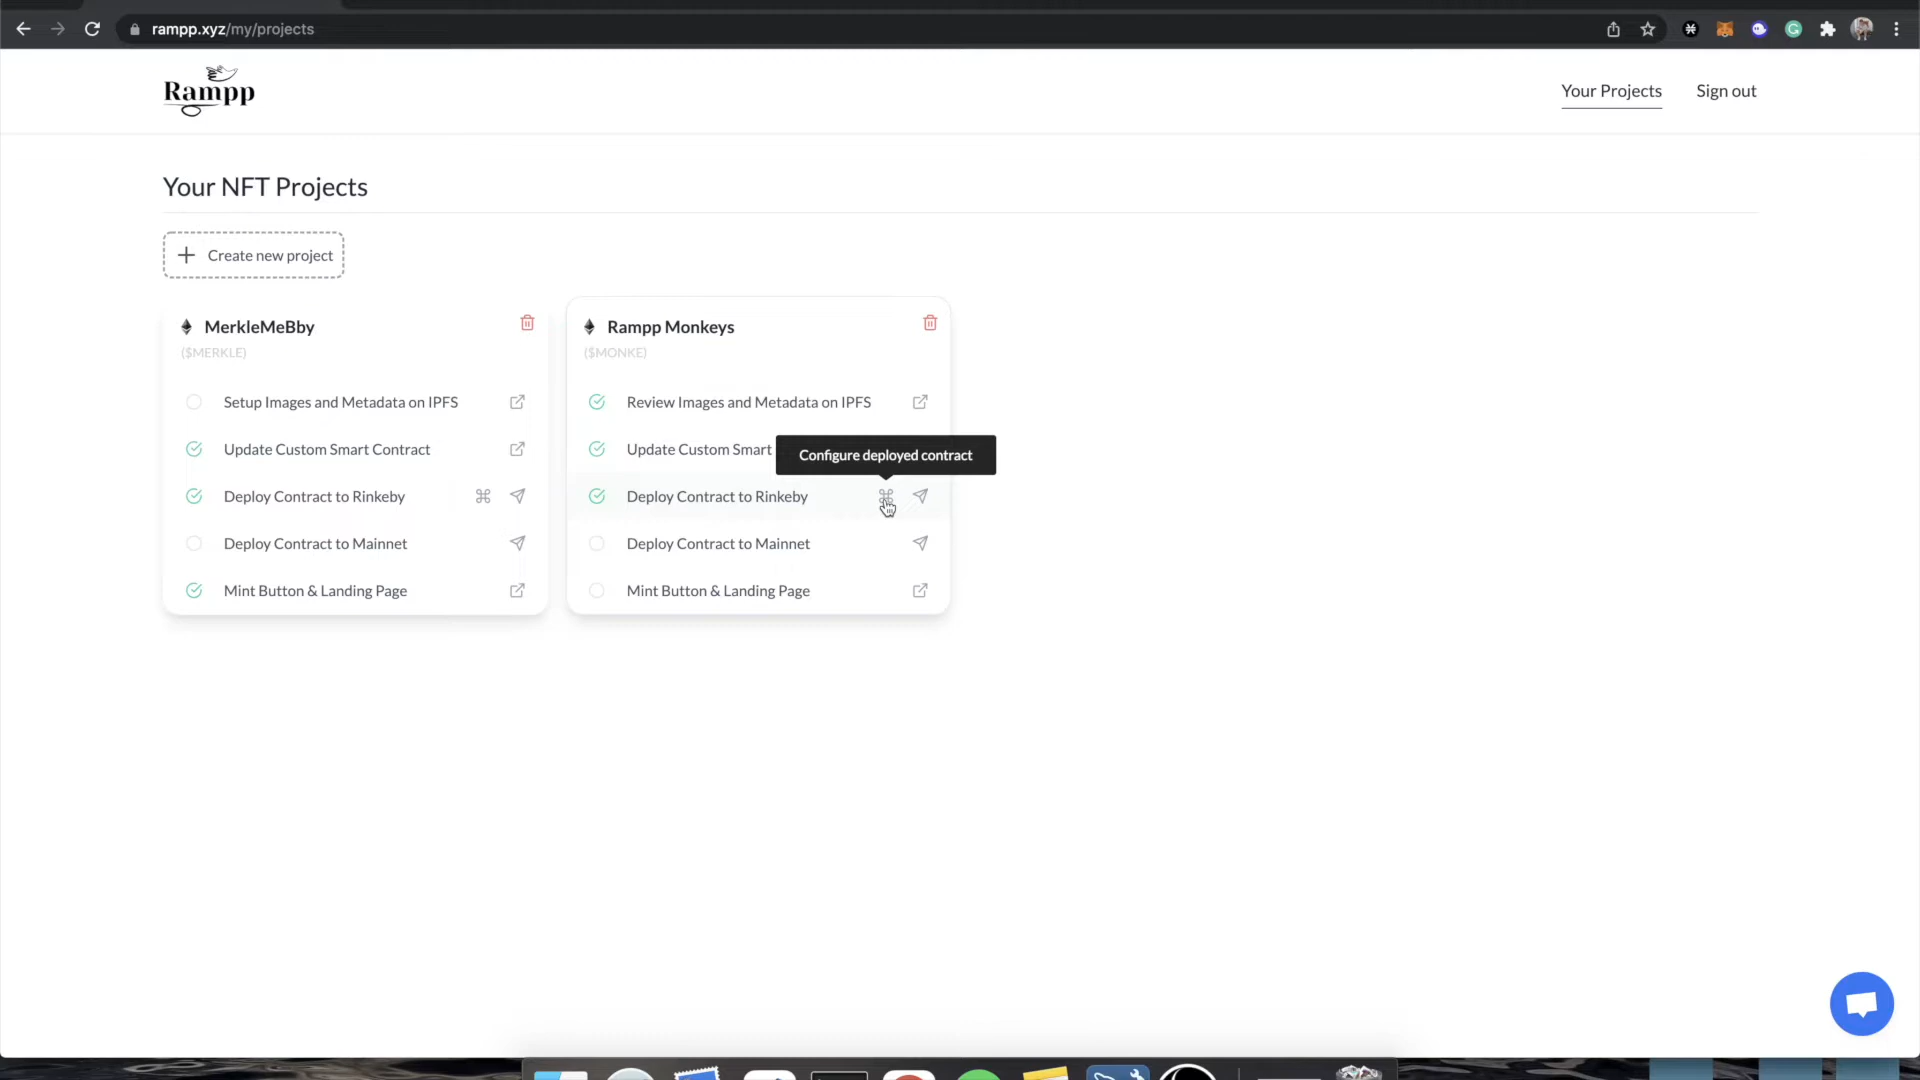 rampp.xyz/my/projects
Rampp
Your Projects
Sign out
Your NFT Projects
Create new project
MerkleMeBby
($MERKLE)
Setup Images and Metadata on IPFS
Update Custom Smart Contract
Deploy Contract to Rinkeby
Deploy Contract to Mainnet
Mint Button & Landing Page
Rampp Monkeys
($MONKE)
Review Images and Metadata on IPFS
Update Custom Smart
Configure deployed contract
Deploy Contract to Rinkeby
Deploy Contract to Mainnet
Mint Button & Landing Page